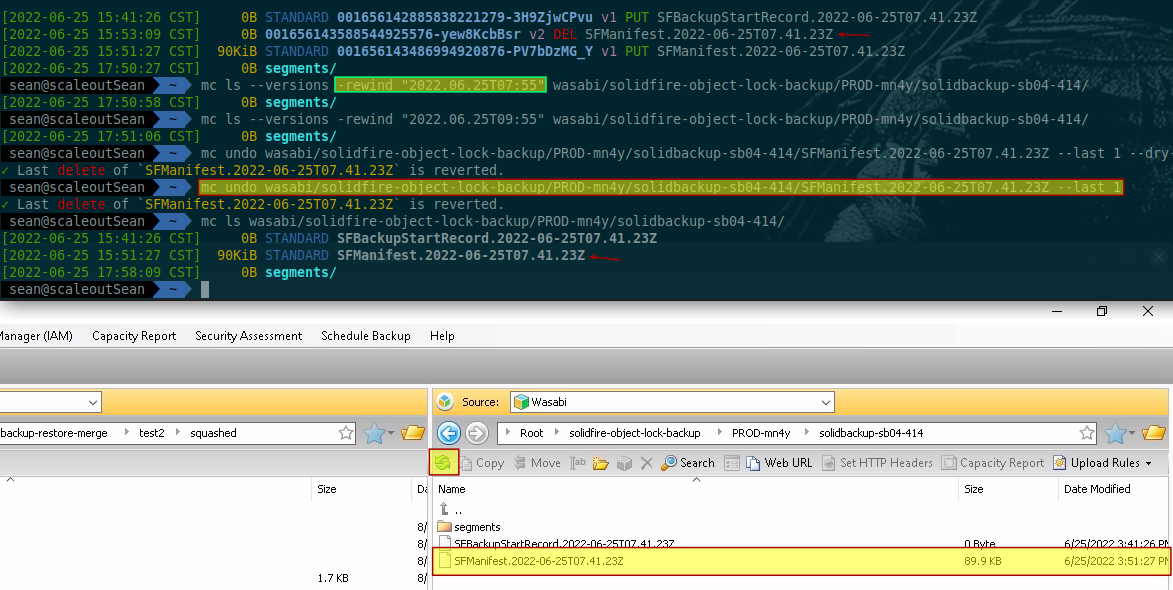 [2022-06-25 15:41:26 CST]     0B STANDARD 001656142885838221279-3H9ZjwCPvu v1 PUT SFBackupStartRecord.2022-06-25T07.41.23Z
[2022-06-25 15:53:09 CST]     0B 001656143588544925576-yew8KcbBsr v2 DEL SFManifest.2022-06-25T07.41.23Z
[2022-06-25 15:51:27 CST]  90KiB STANDARD 001656143486994920876-PV7bDzMG_Y v1 PUT SFManifest.2022-06-25T07.41.23Z
[2022-06-25 17:50:27 CST]     0B segments/
sean@scaleoutSean ~ mc ls --versions -rewind "2022.06.25T07:55" wasabi/solidfire-object-lock-backup/PROD-mn4y/solidbackup-sb04-414/
[2022-06-25 17:50:58 CST]     0B segments/
sean@scaleoutSean ~ mc ls --versions -rewind "2022.06.25T09:55" wasabi/solidfire-object-lock-backup/PROD-mn4y/solidbackup-sb04-414/
[2022-06-25 17:51:06 CST]     0B segments/
sean@scaleoutSean ~ mc undo wasabi/solidfire-object-lock-backup/PROD-mn4y/solidbackup-sb04-414/SFManifest.2022-06-25T07.41.23Z --last 1 --dry-
✓ Last delete of `SFManifest.2022-06-25T07.41.23Z` is reverted.
sean@scaleoutSean ~ mc undo wasabi/solidfire-object-lock-backup/PROD-mn4y/solidbackup-sb04-414/SFManifest.2022-06-25T07.41.23Z --last 1
✓ Last delete of `SFManifest.2022-06-25T07.41.23Z` is reverted.
sean@scaleoutSean ~ mc ls wasabi/solidfire-object-lock-backup/PROD-mn4y/solidbackup-sb04-414/
[2022-06-25 15:41:26 CST]     0B STANDARD SFBackupStartRecord.2022-06-25T07.41.23Z
[2022-06-25 15:51:27 CST]  90KiB STANDARD SFManifest.2022-06-25T07.41.23Z
[2022-06-25 17:58:09 CST]     0B segments/
sean@scaleoutSean ~
Manager (IAM) Capacity Report Security Assessment Schedule Backup Help
Source: Wasabi
backup-restore-merge test2 squashed
Root solidfire-object-lock-backup PROD-mn4y solidbackup-sb04-414
Copy Move Search Web URL Set HTTP Headers Capacity Report Upload Rules
Size Da
Name Size Date Modified
..
segments
8/
SFBackupStartRecord.2022-06-25T07.41.23Z 0 Byte 6/25/2022 3:41:26 PM
8/
SFManifest.2022-06-25T07.41.23Z 89.9 KB 6/25/2022 3:51:27 PM
8/
1.7 KB 8/